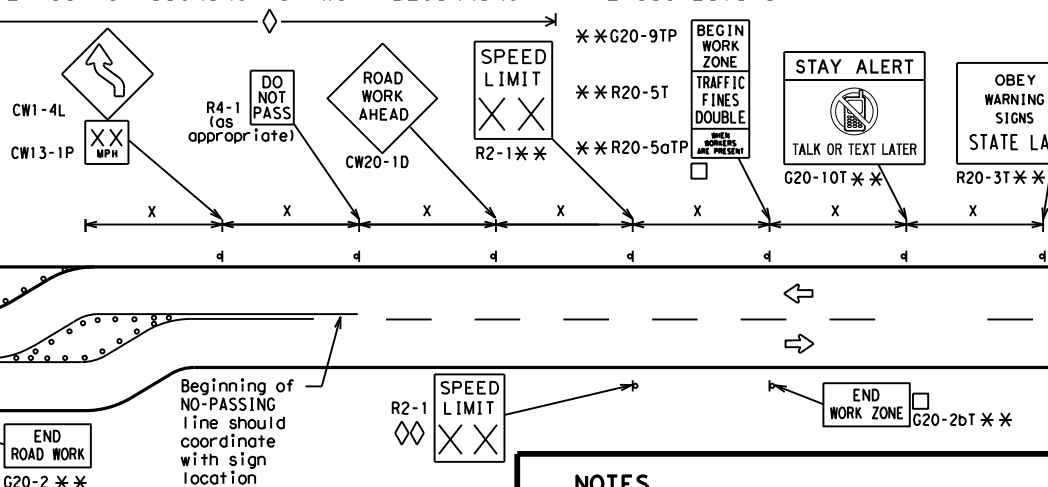 CW1-4L
X X
MPH
CW13-1P
R4-1
(as
appropriate)
DO
NOT
PASS
ROAD
WORK
AHEAD
CW20-1D
SPEED
LIMIT
X X
R2-1 * *
* * G20-9TP
BEGIN
WORK
ZONE
* * R20-5T
TRAFFIC
FINES
DOUBLE
* * R20-5aTP
WHEN
WORKERS
ARE PRESENT
STAY ALERT
TALK OR TEXT LATER
G20-10T * *
OBEY
WARNING
SIGNS
STATE LA
R20-3T * *
X X X X X X X
Beginning of
NO-PASSING
line should
coordinate
with sign
location
R2-1
SPEED
LIMIT
X X
END
WORK ZONE
G20-2bT * *
END
ROAD WORK
G20-2 * *
NOTES